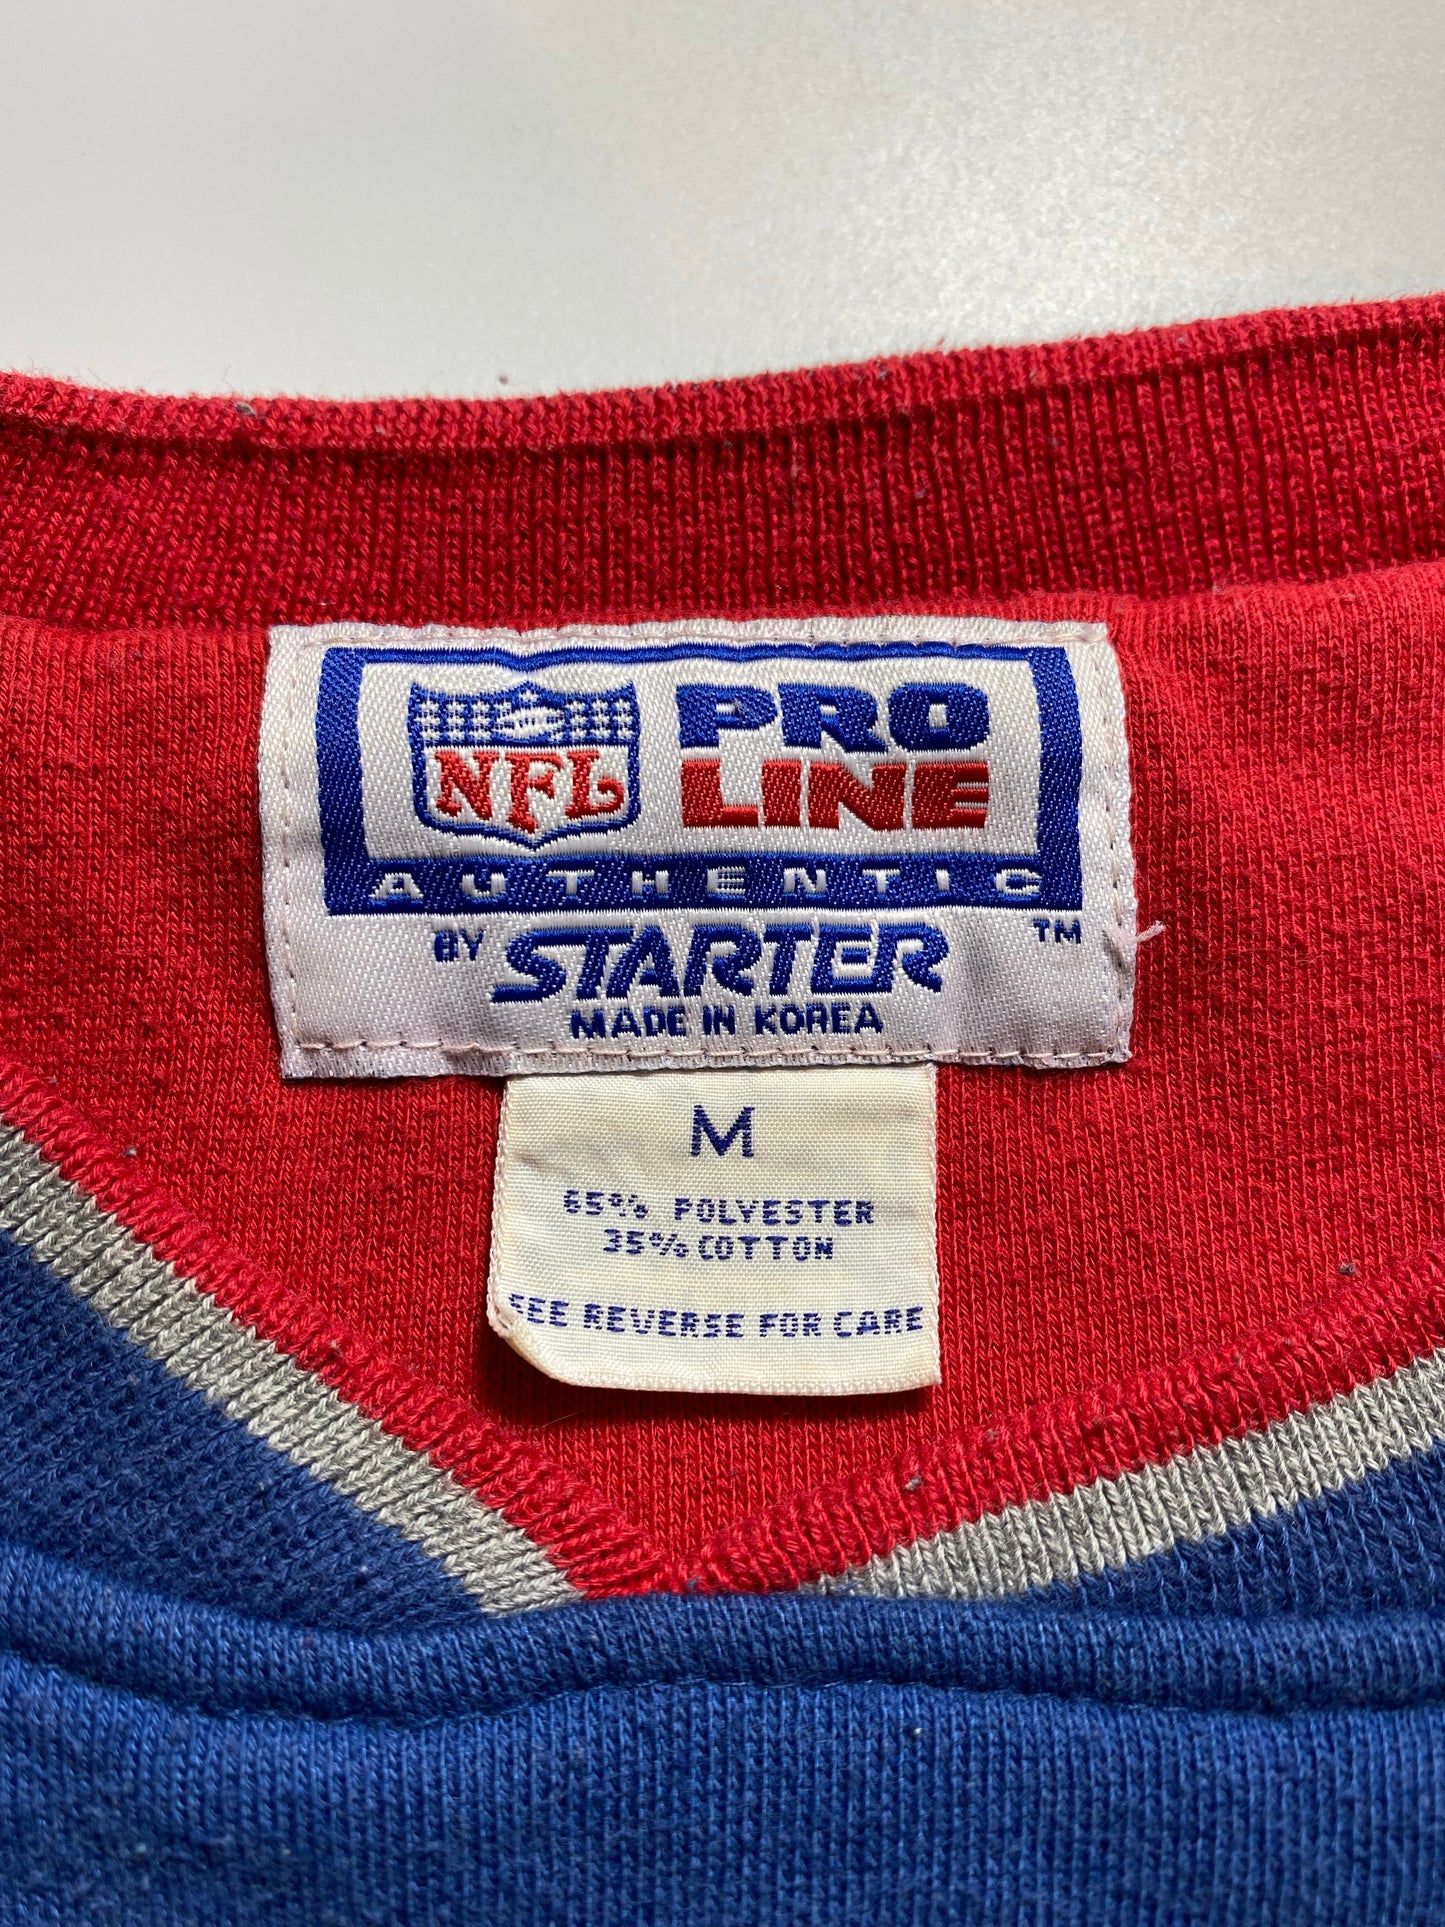 NFL
PRO
LINE
AUTHENTIC
BY STARTER TM
MADE IN KOREA
M
65% POLYESTER
35% COTTON
SEE REVERSE FOR CARE